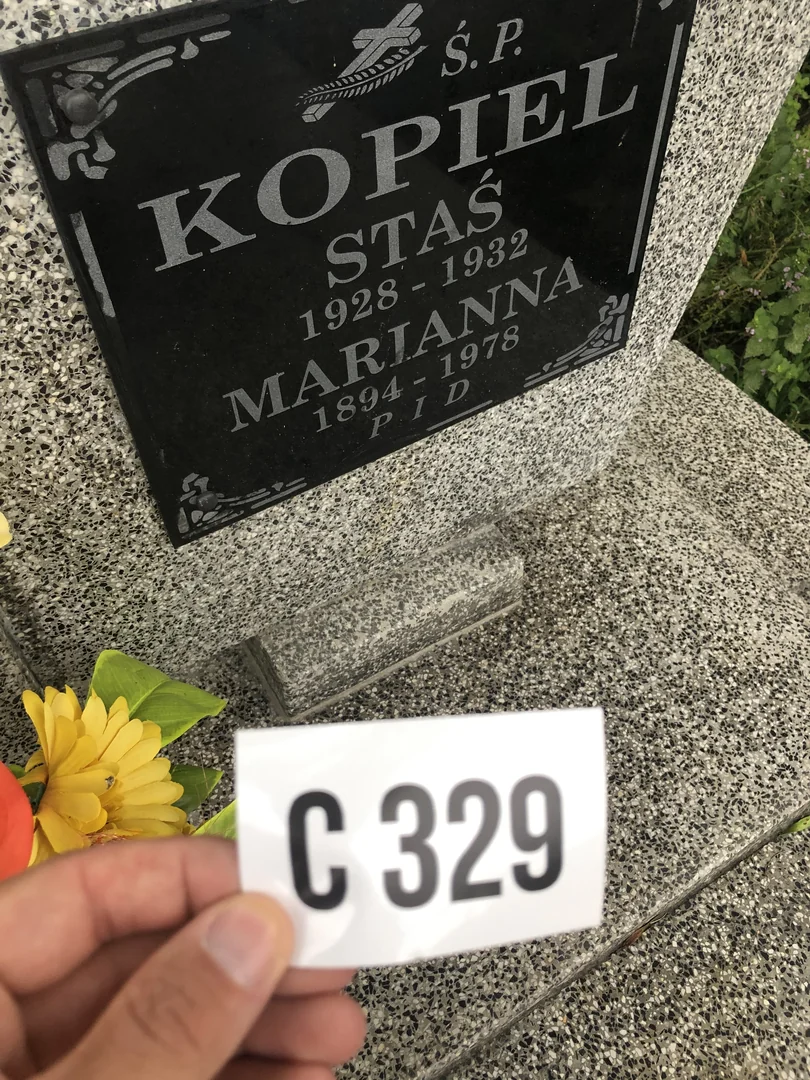 Ś.P.
KOPIEL
STAŚ
1928 - 1932
MARIANNA
1894 - 1978
P I D
C 329